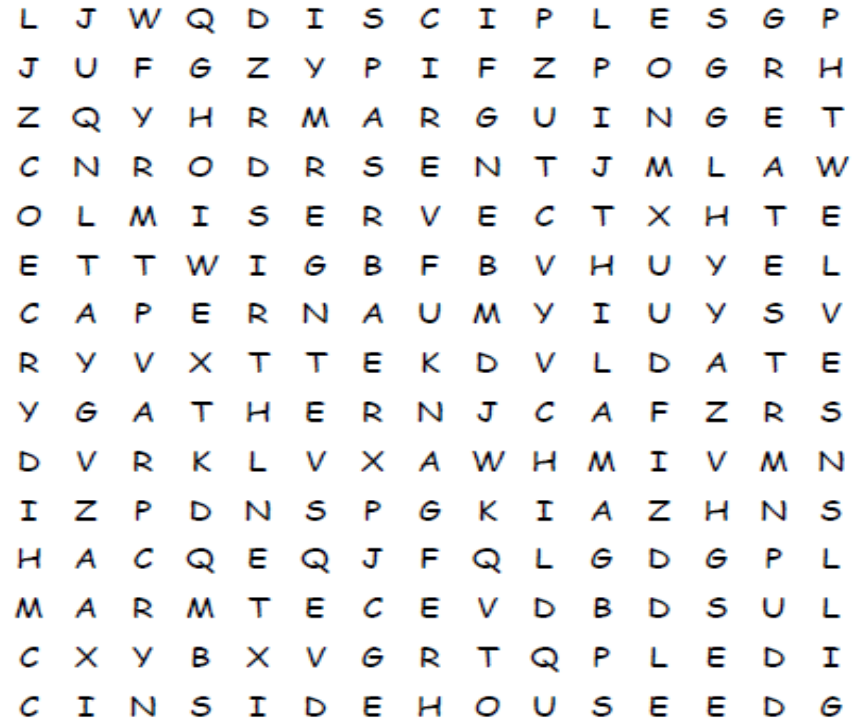 L J W Q D I S C I P L E S G P
J U F G Z Y P I F Z P O G R H
Z Q Y H R M A R G U I N G E T
C N R O D R S E N T J M L A W
O L M I S E R V E C T X H T E
E T T W I G B F B V H U Y E L
C A P E R N A U M Y I U Y S V
R Y V X T T E K D V L D A T E
Y G A T H E R N J C A F Z R S
D V R K L V X A W H M I V M N
I Z P D N S P G K I A Z H N S
H A C Q E Q J F Q L G D G P L
M A R M T E C E V D B D S U L
C X Y B X V G R T Q P L E D I
C I N S I D E H O U S E E D G